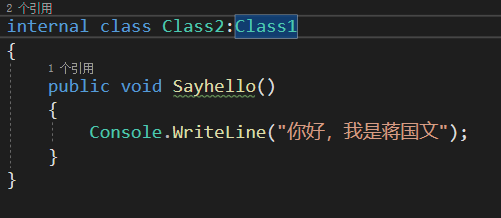 2 个引用
internal class Class2:Class1
{
1 个引用
public void Sayhello()
{
Console.WriteLine("你好，我是蒋国文");
}
}